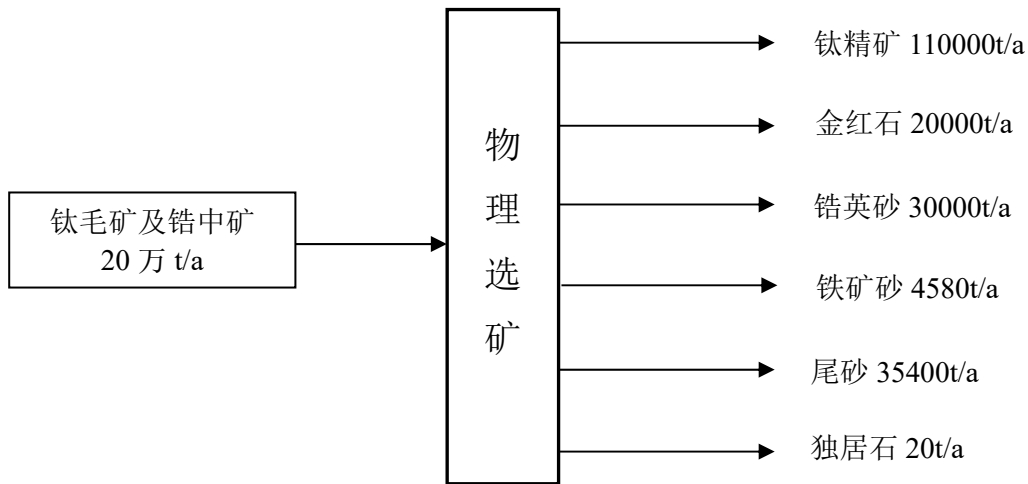 钛毛矿及锆中矿
20 万 t/a
物
理
选
矿
钛精矿 110000t/a
金红石 20000t/a
锆英砂 30000t/a
铁矿砂 4580t/a
尾砂 35400t/a
独居石 20t/a